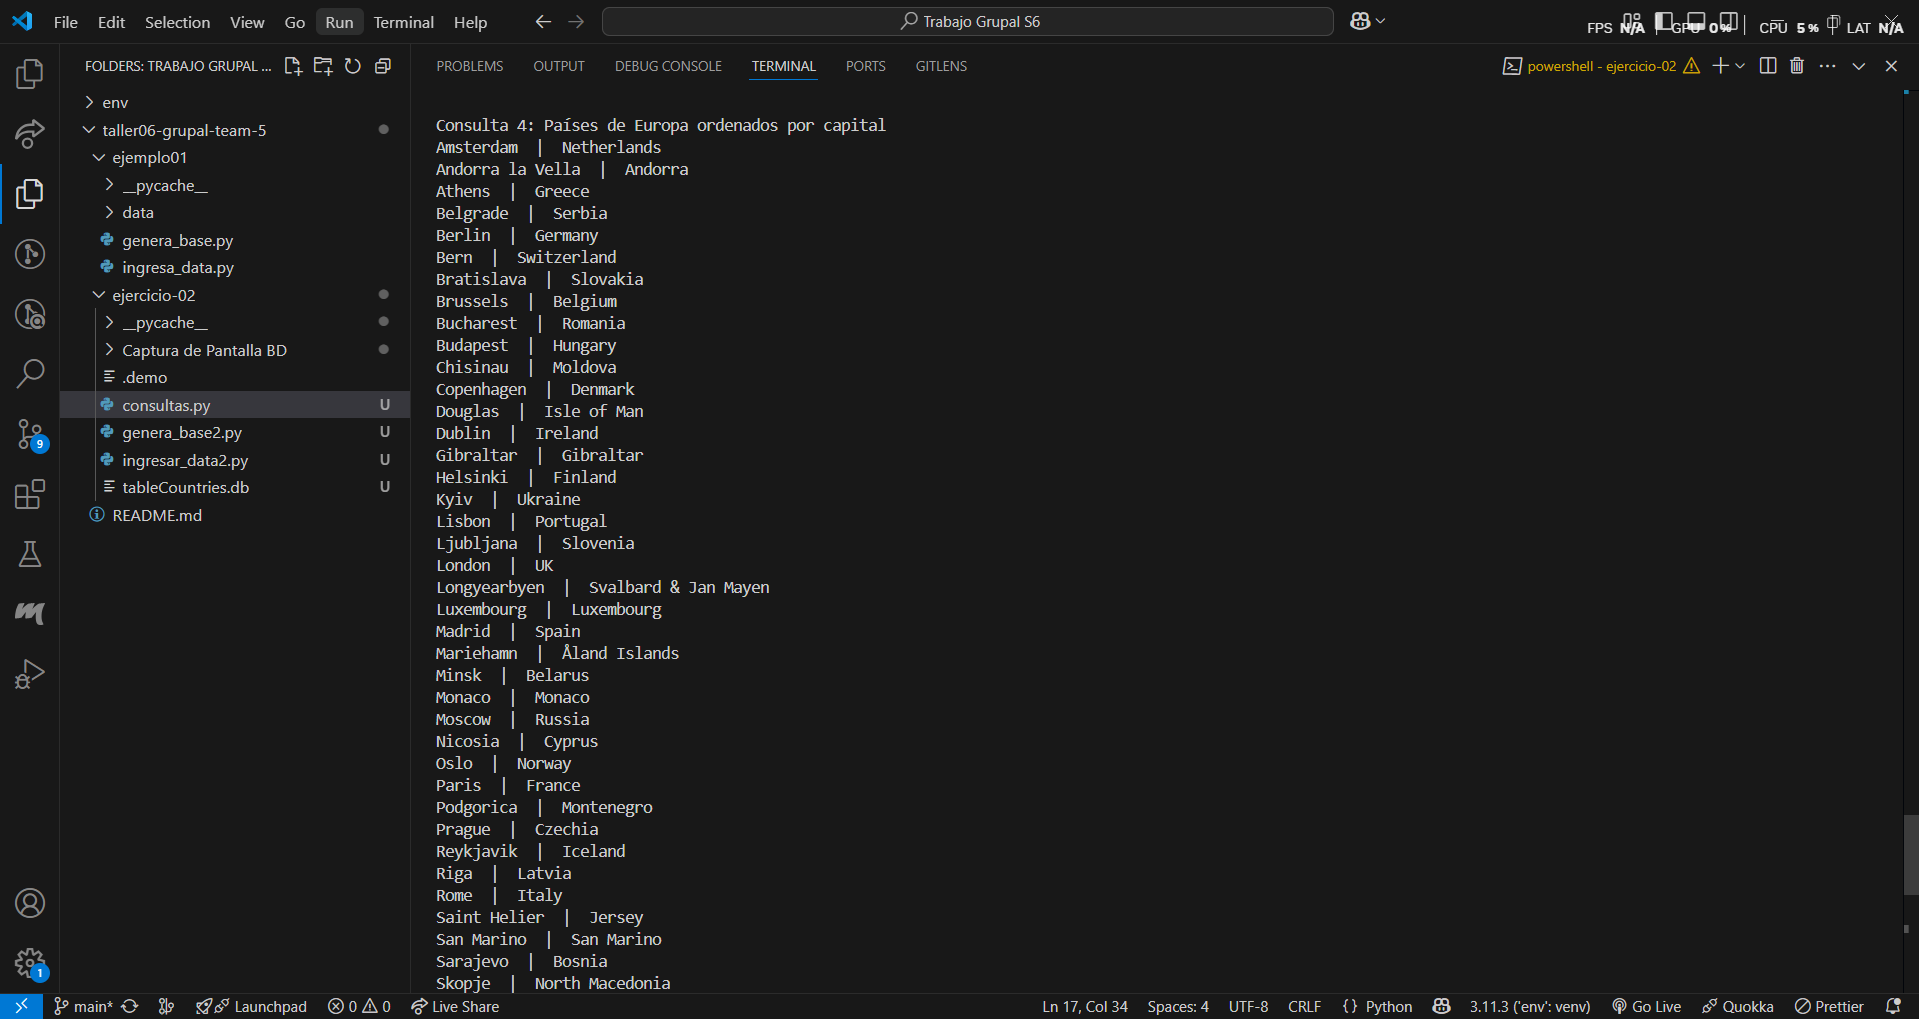 File Edit Selection View Go Run Terminal Help
Trabajo Grupal S6
FPS N/A GPU 0% CPU 5% LAT N/A
FOLDERS: TRABAJO GRUPAL ...
PROBLEMS OUTPUT DEBUG CONSOLE TERMINAL PORTS GITLENS
powershell - ejercicio-02
env
taller06-grupal-team-5
ejemplo01
__pycache__
data
genera_base.py
ingresa_data.py
ejercicio-02
__pycache__
Captura de Pantalla BD
.demo
consultas.py U
genera_base2.py U
ingresar_data2.py U
tableCountries.db U
README.md
9
1
Consulta 4: Países de Europa ordenados por capital
Amsterdam | Netherlands
Andorra la Vella | Andorra
Athens | Greece
Belgrade | Serbia
Berlin | Germany
Bern | Switzerland
Bratislava | Slovakia
Brussels | Belgium
Bucharest | Romania
Budapest | Hungary
Chisinau | Moldova
Copenhagen | Denmark
Douglas | Isle of Man
Dublin | Ireland
Gibraltar | Gibraltar
Helsinki | Finland
Kyiv | Ukraine
Lisbon | Portugal
Ljubljana | Slovenia
London | UK
Longyearbyen | Svalbard & Jan Mayen
Luxembourg | Luxembourg
Madrid | Spain
Mariehamn | Åland Islands
Minsk | Belarus
Monaco | Monaco
Moscow | Russia
Nicosia | Cyprus
Oslo | Norway
Paris | France
Podgorica | Montenegro
Prague | Czechia
Reykjavik | Iceland
Riga | Latvia
Rome | Italy
Saint Helier | Jersey
San Marino | San Marino
Sarajevo | Bosnia
Skopje | North Macedonia
main* Launchpad 0 0 Live Share Ln 17, Col 34 Spaces: 4 UTF-8 CRLF {} Python 3.11.3 ('env': venv) Go Live Quokka Prettier